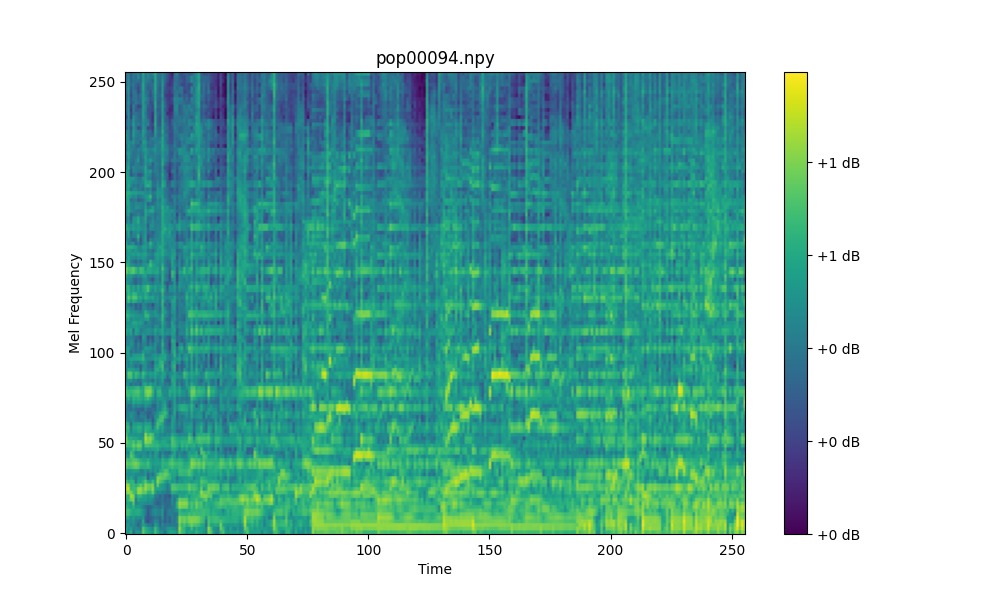 pop00094.npy
250
200
150
100
50
0
Mel Frequency
0 50 100 150 200 250
Time
+1 dB
+1 dB
+0 dB
+0 dB
+0 dB